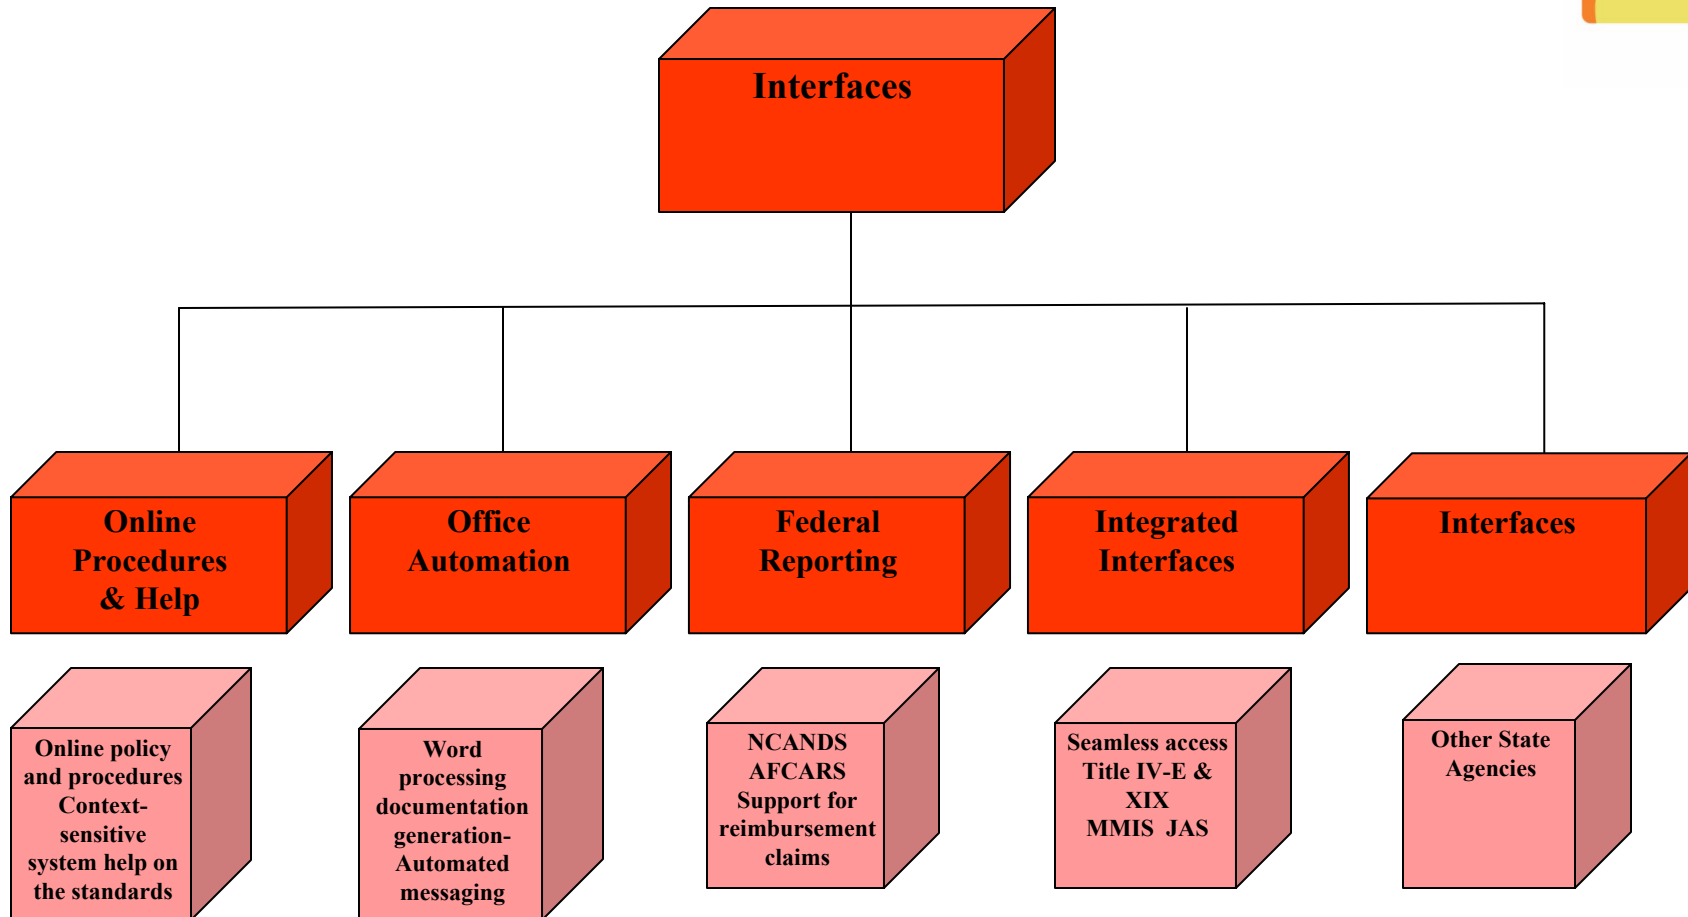 Interfaces
Online
Procedures
& Help
Office
Automation
Federal
Reporting
Integrated
Interfaces
Interfaces
Online policy
and procedures
Context-
sensitive
system help on
the standards
Word
processing
documentation
generation-
Automated
messaging
NCANDS
AFCARS
Support for
reimbursement
claims
Seamless access
Title IV-E &
XIX
MMIS JAS
Other State
Agencies